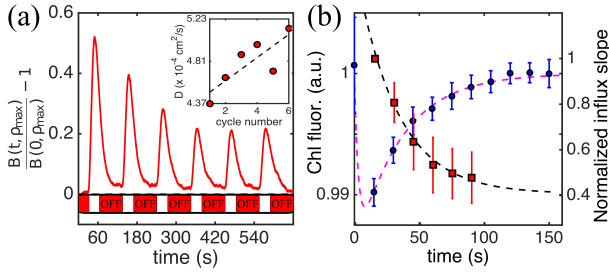 (a)
B(t, ρmax) − 1
B(0, ρmax)
0.6
0.4
0.2
0
OFF OFF OFF OFF OFF OFF
60 180 300 420 540
time (s)
5.23
4.81
4.37
D (x 10⁻⁴ cm²/s)
0 2 4 6
cycle number
(b)
Chl fluor. (a.u.)
1
0.99
0 50 100 150
time (s)
1
0.9
0.8
0.6
0.4
Normalized influx slope